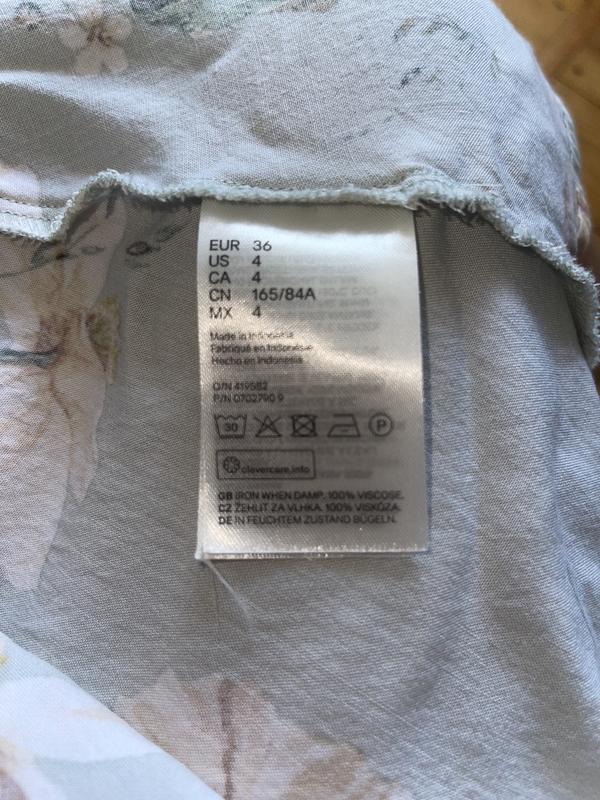 EUR 36
US 4
CA 4
CN 165/84A
MX 4
Made in Indonesia
Fabriqué en Indonésie
Hecho en Indonesia
O/N 419582
P/N 0702790 9
30 P
clevercare.info
GB IRON WHEN DAMP. 100% VISCOSE.
CZ ŽEHLIT ZA VLHKA. 100% VISKÓZA.
DE IN FEUCHTEM ZUSTAND BÜGELN.